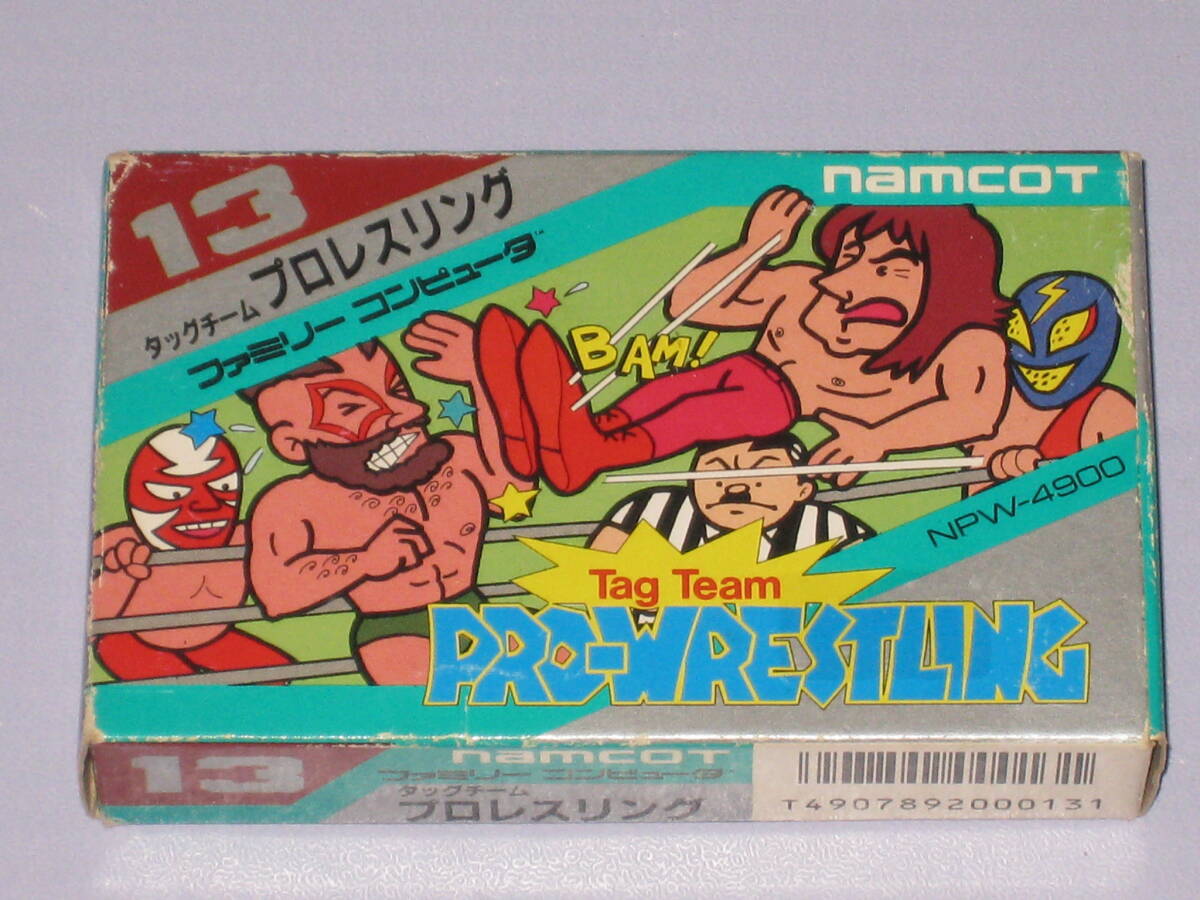 13
タッグチーム プロレスリング
ファミリー コンピュータ™
namcoT
BAM!
NPW-4900
Tag Team
PRO-WRESTLING
13
namcoT
ファミリー コンピュータ
タッグチーム
プロレスリング
T4907892000131